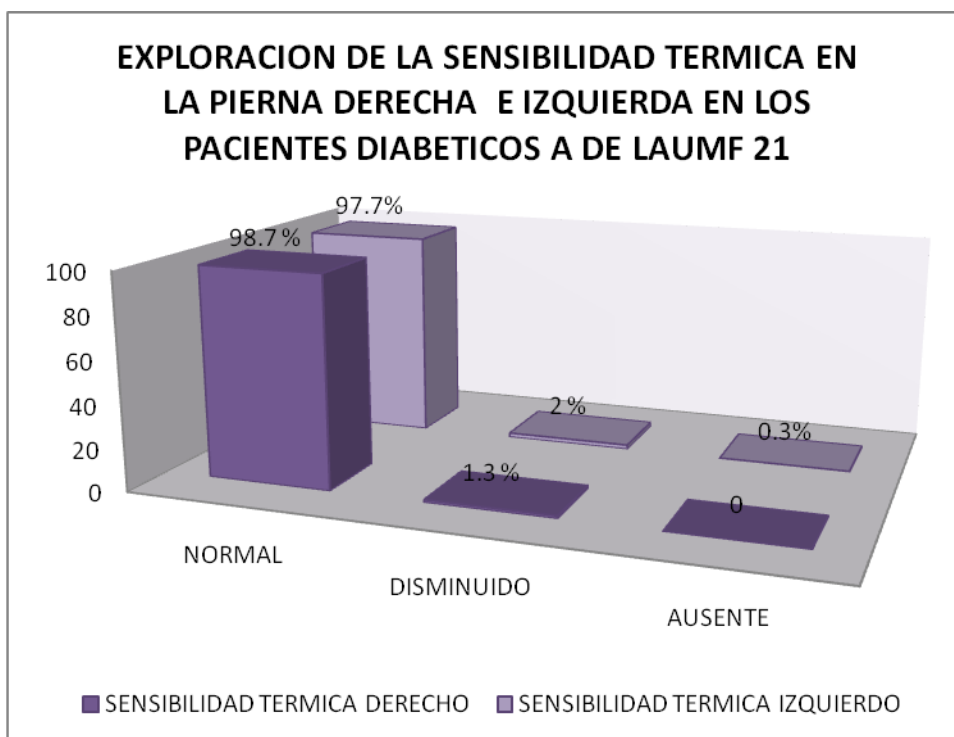 EXPLORACION DE LA SENSIBILIDAD TERMICA EN
LA PIERNA DERECHA E IZQUIERDA EN LOS
PACIENTES DIABETICOS A DE LAUMF 21
97.7%
98.7 %
100
80
60
40
20
0
2 %
0.3%
1.3 %
0
NORMAL
DISMINUIDO
AUSENTE
SENSIBILIDAD TERMICA DERECHO
SENSIBILIDAD TERMICA IZQUIERDO